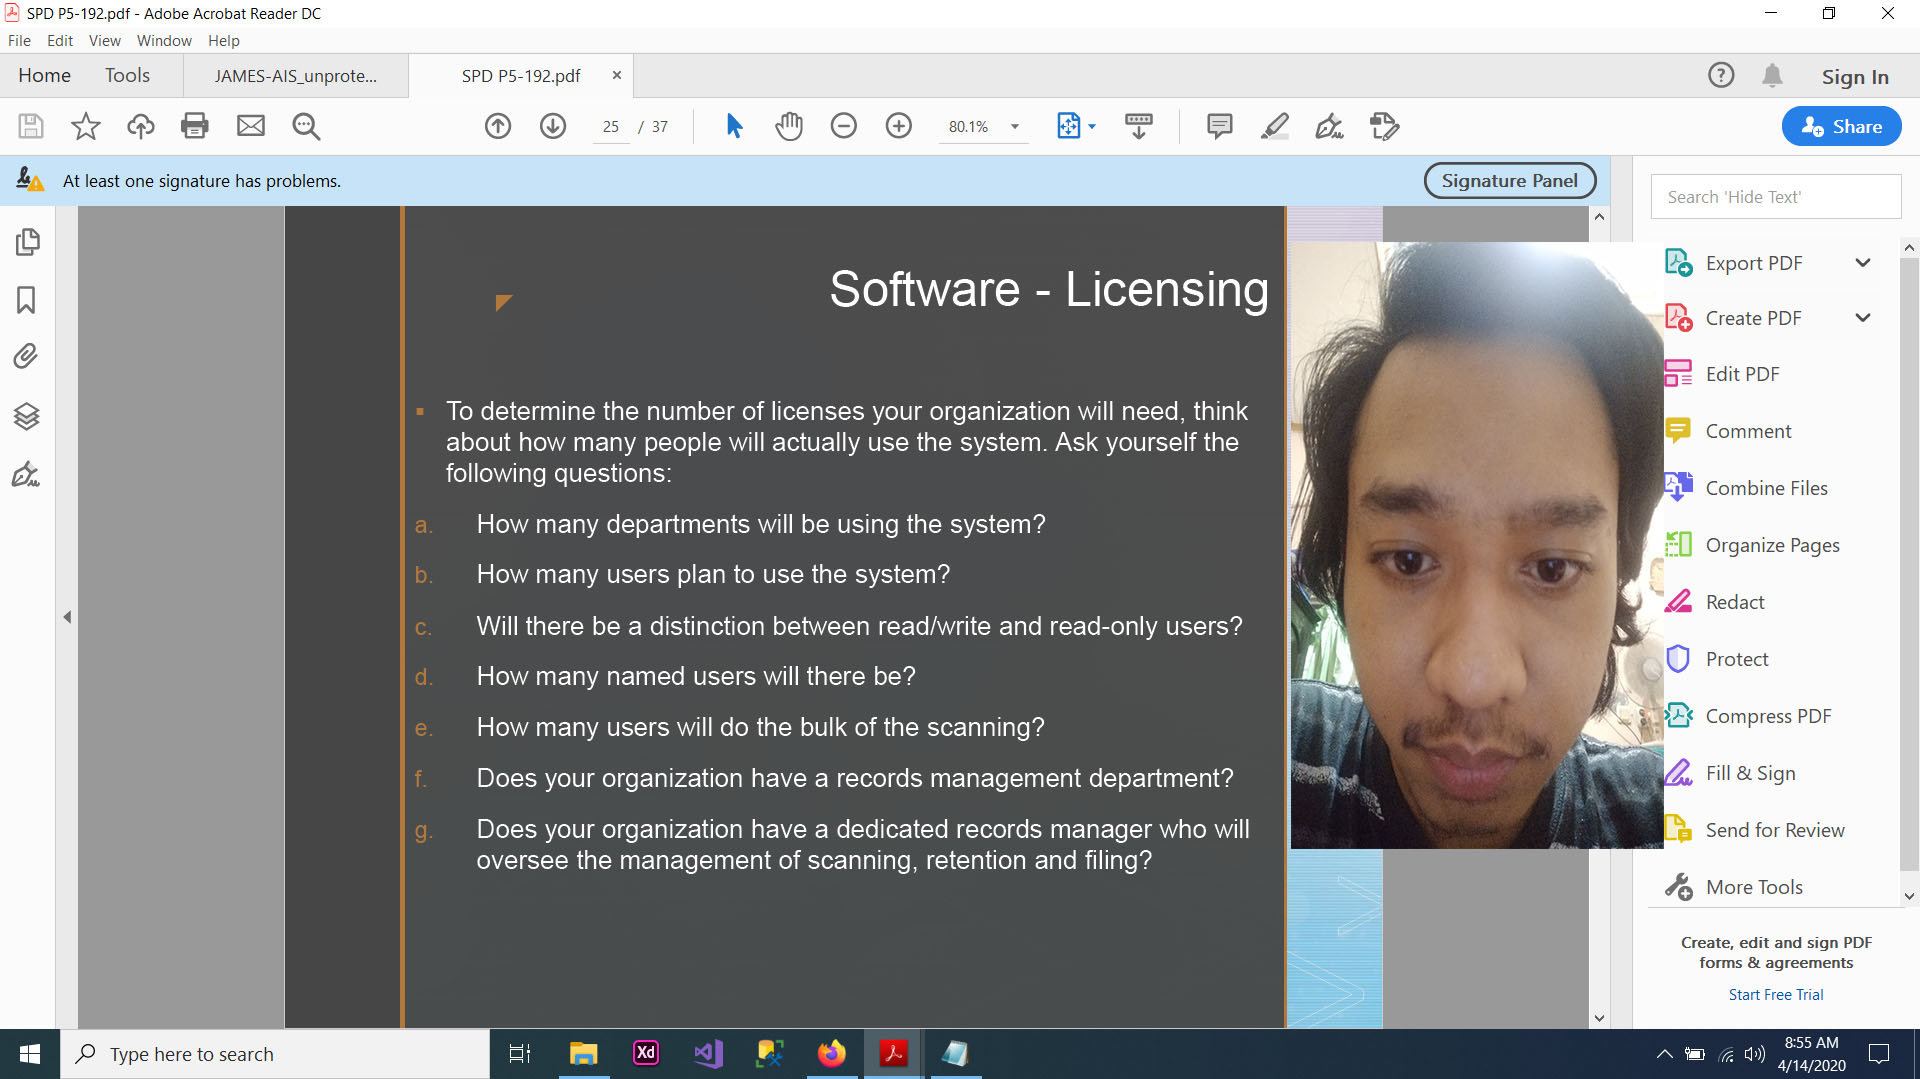 SPD P5-192.pdf - Adobe Acrobat Reader DC
File Edit View Window Help
Home Tools JAMES-AIS_unprote... SPD P5-192.pdf × Sign In
25 / 37 80.1% Share
At least one signature has problems. Signature Panel
Search 'Hide Text'
Software - Licensing
▪ To determine the number of licenses your organization will need, think
about how many people will actually use the system. Ask yourself the
following questions:
a. How many departments will be using the system?
b. How many users plan to use the system?
c. Will there be a distinction between read/write and read-only users?
d. How many named users will there be?
e. How many users will do the bulk of the scanning?
f. Does your organization have a records management department?
g. Does your organization have a dedicated records manager who will
oversee the management of scanning, retention and filing?
Export PDF
Create PDF
Edit PDF
Comment
Combine Files
Organize Pages
Redact
Protect
Compress PDF
Fill & Sign
Send for Review
More Tools
Create, edit and sign PDF
forms & agreements
Start Free Trial
Type here to search
Xd
8:55 AM
4/14/2020